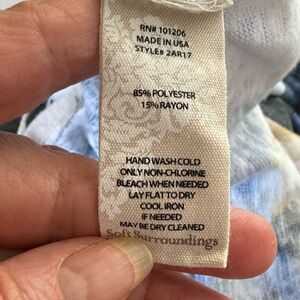 RN# 101206
MADE IN USA
STYLE# 2AR17
85% POLYESTER
15% RAYON
HAND WASH COLD
ONLY NON-CHLORINE
BLEACH WHEN NEEDED
LAY FLAT TO DRY
COOL IRON
IF NEEDED
MAY BE DRY CLEANED
Soft Surroundings